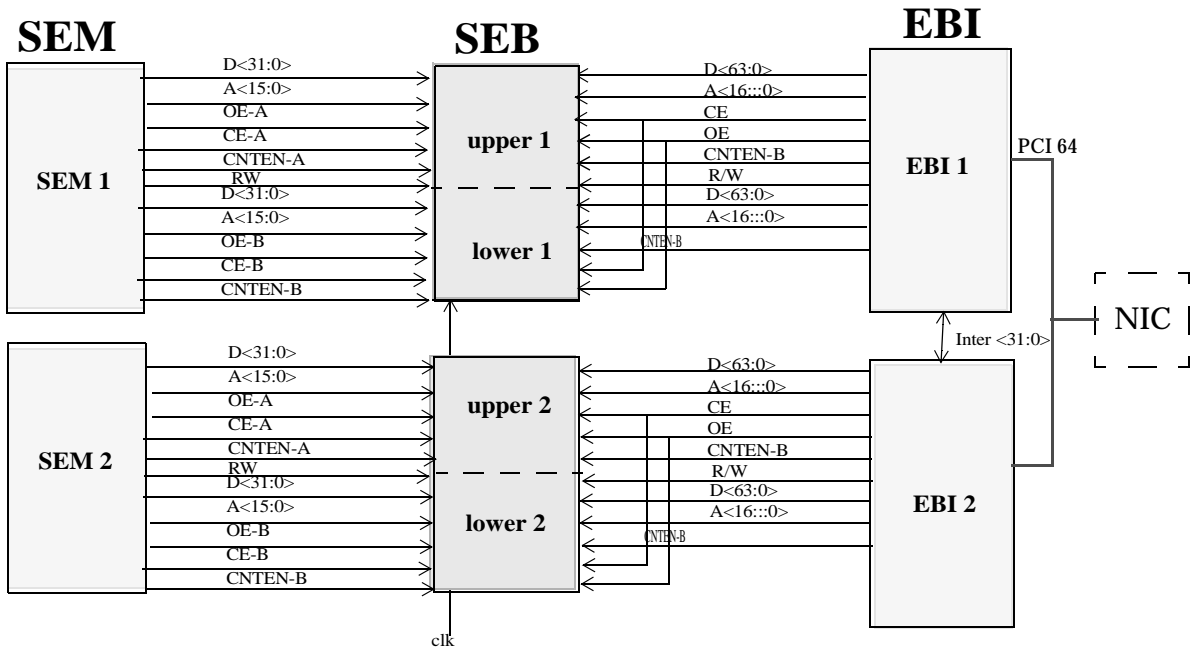 SEM
SEB
EBI
D<31:0>
A<15:0>
OE-A
CE-A
CNTEN-A
RW
D<31:0>
A<15:0>
OE-B
CE-B
CNTEN-B
SEM 1
upper 1
lower 1
D<63:0>
A<16:::0>
CE
OE
CNTEN-B
R/W
D<63:0>
A<16:::0>
CNTEN-B
EBI 1
PCI 64
NIC
Inter <31:0>
D<31:0>
A<15:0>
OE-A
CE-A
CNTEN-A
RW
D<31:0>
A<15:0>
OE-B
CE-B
CNTEN-B
SEM 2
upper 2
lower 2
D<63:0>
A<16:::0>
CE
OE
CNTEN-B
R/W
D<63:0>
A<16:::0>
CNTEN-B
EBI 2
clk